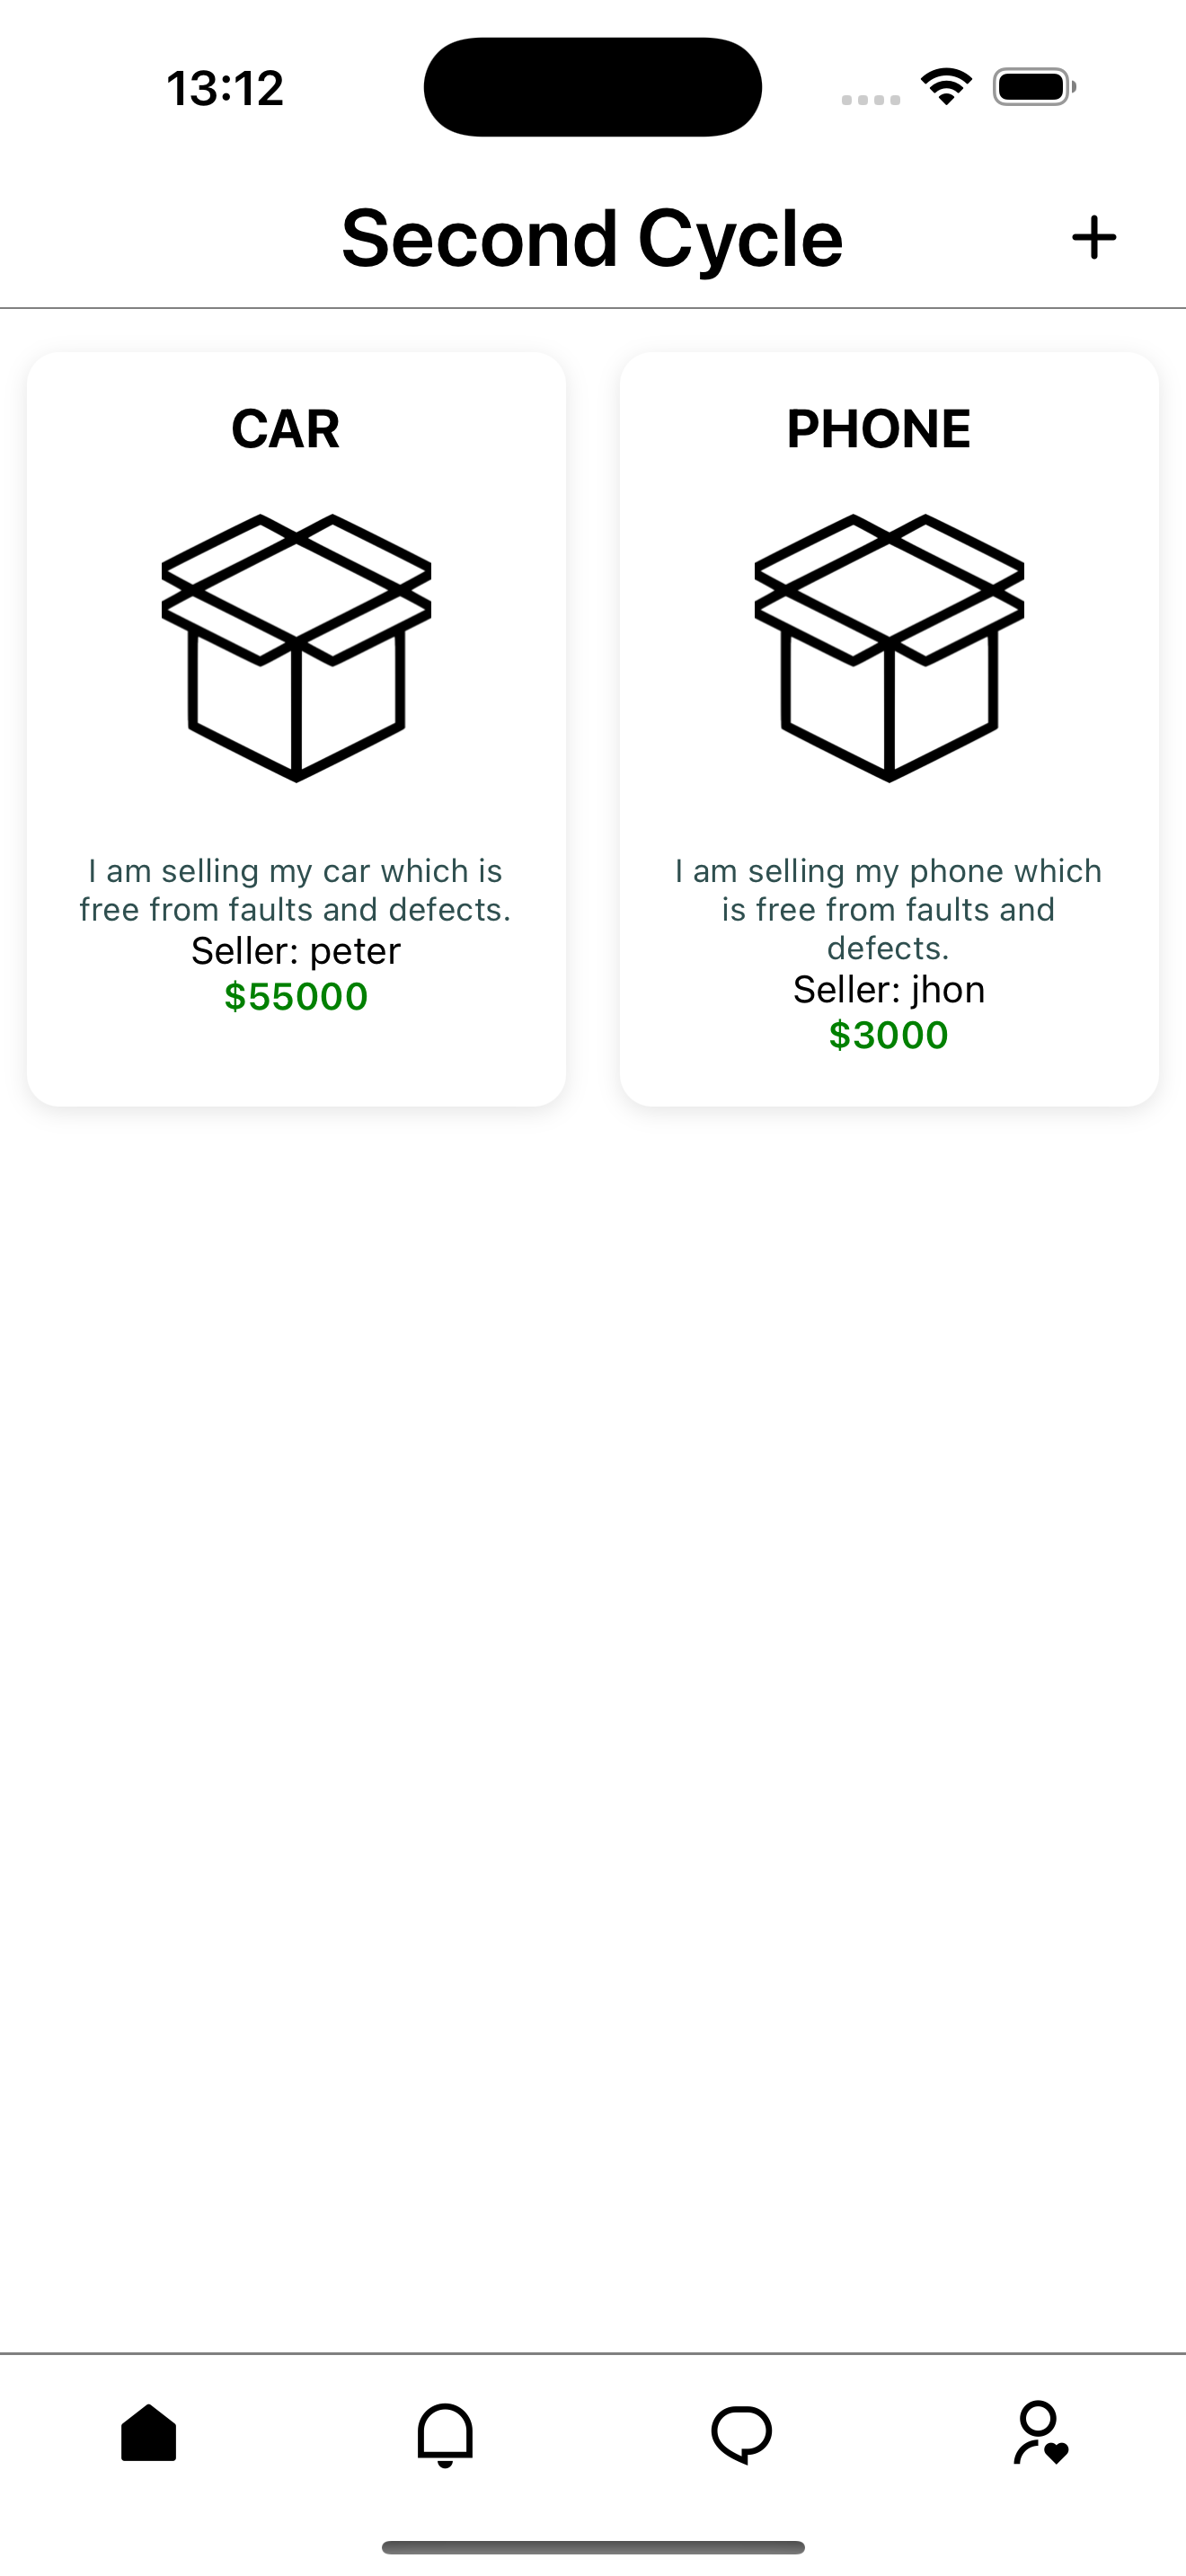 13:12
Second Cycle
CAR
I am selling my car which is
free from faults and defects.
Seller: peter
$55000
PHONE
I am selling my phone which
is free from faults and
defects.
Seller: jhon
$3000